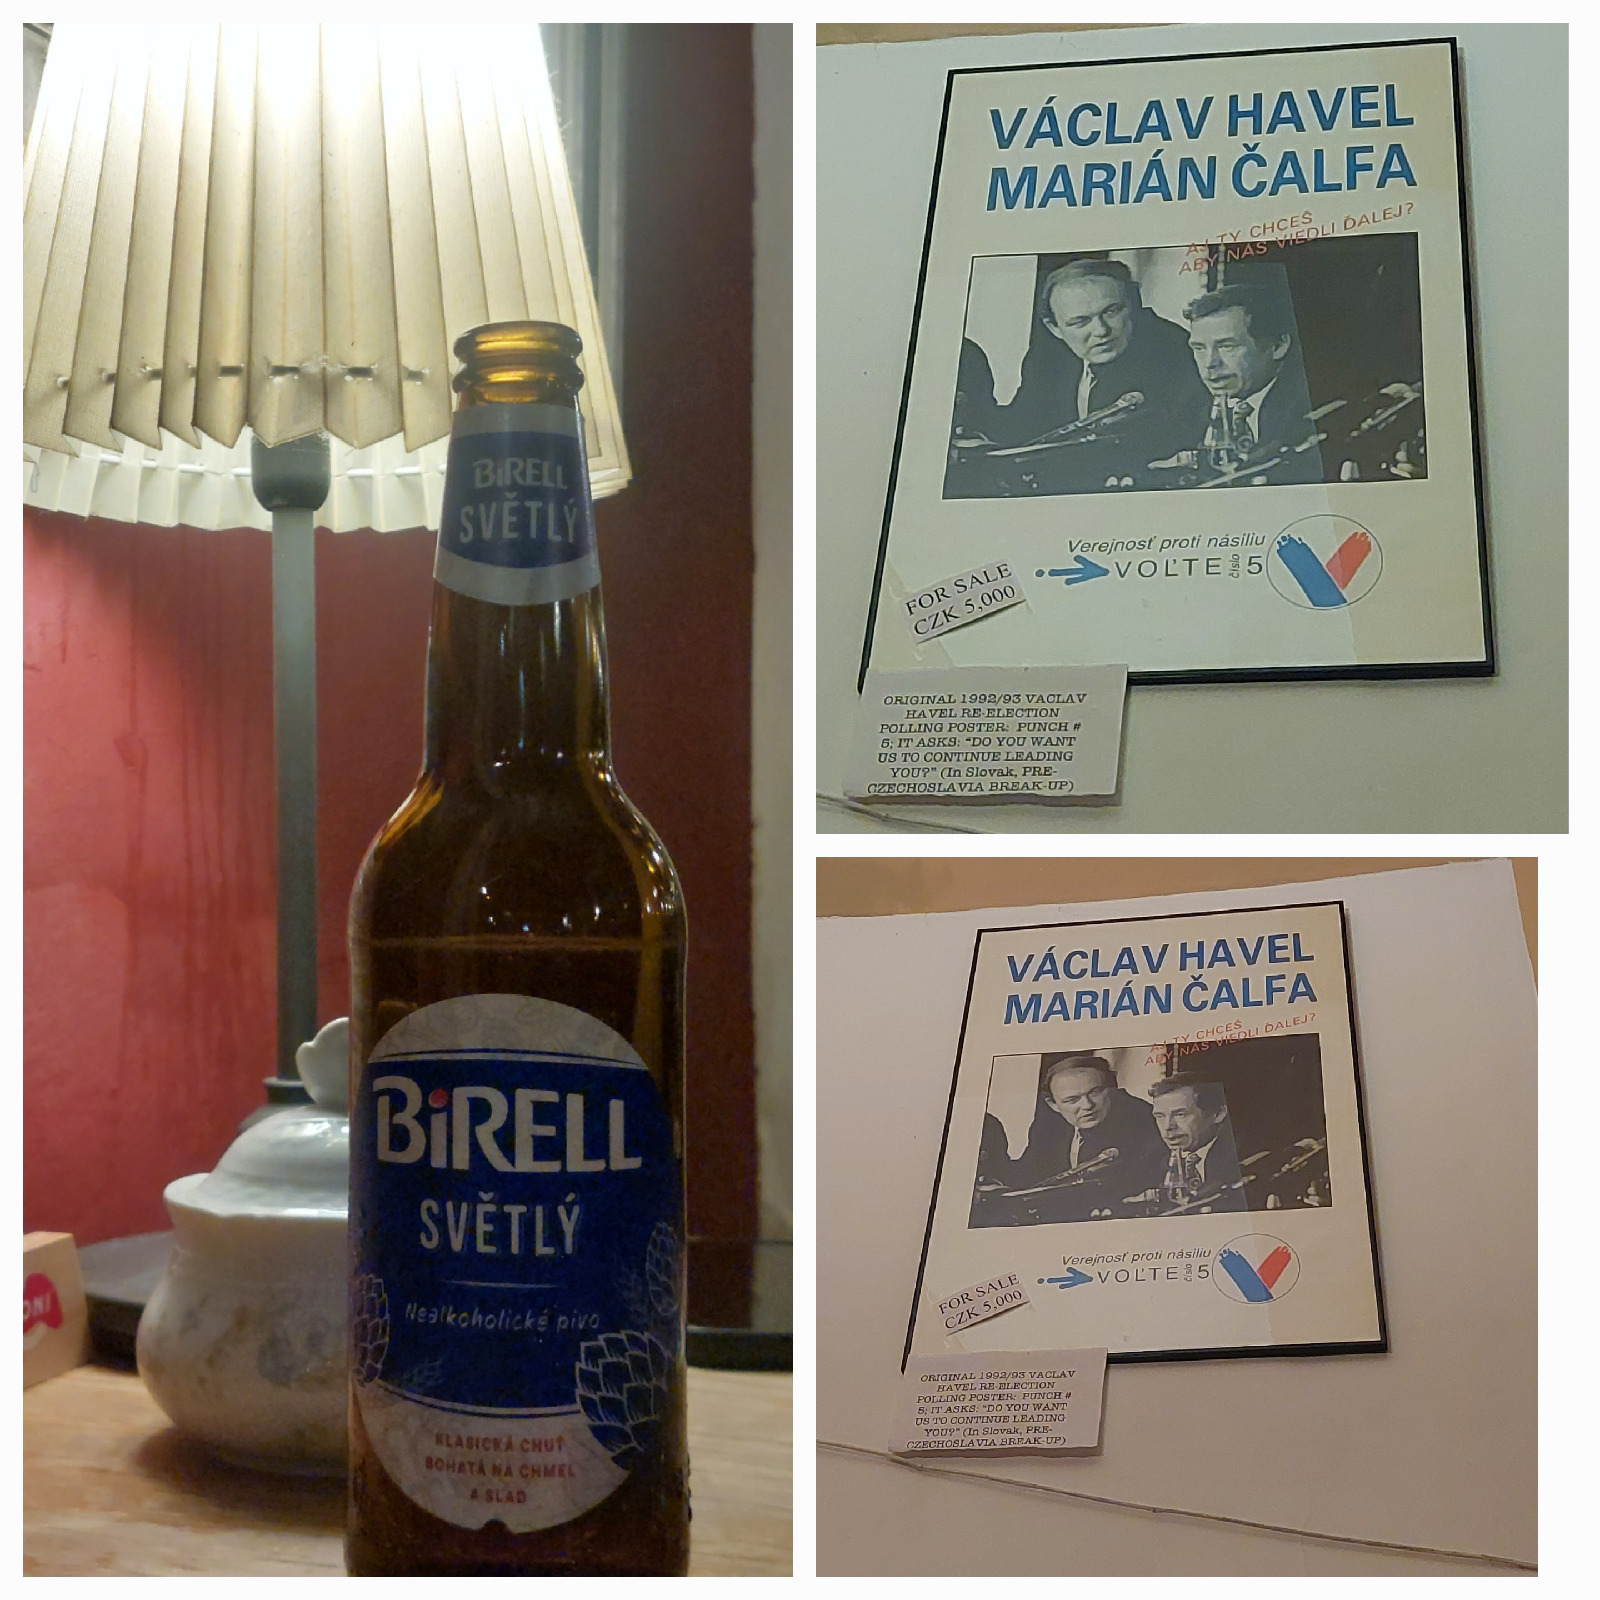 BiRELL
SVĚTLÝ
BiRELL
SVĚTLÝ
Nealkoholické pivo
KLASICKÁ CHUŤ
BOHATÁ NA CHMEL
A SLAD
VÁCLAV HAVEL
MARIÁN ČALFA
AJ TY CHCEŠ
ABY NÁS VIEDLI ĎALEJ?
Verejnosť proti násiliu
VOĽTE číslo 5
FOR SALE
CZK 5,000
ORIGINAL 1992/93 VACLAV
HAVEL RE-ELECTION
POLLING POSTER: PUNCH #
5; IT ASKS: "DO YOU WANT
US TO CONTINUE LEADING
YOU?" (In Slovak, PRE-
CZECHOSLAVIA BREAK-UP)
VÁCLAV HAVEL
MARIÁN ČALFA
AJ TY CHCEŠ
ABY NÁS VIEDLI ĎALEJ?
Verejnosť proti násiliu
VOĽTE číslo 5
FOR SALE
CZK 5,000
ORIGINAL 1992/93 VACLAV
HAVEL RE-ELECTION
POLLING POSTER: PUNCH #
5; IT ASKS: "DO YOU WANT
US TO CONTINUE LEADING
YOU?" (In Slovak, PRE-
CZECHOSLAVIA BREAK-UP)